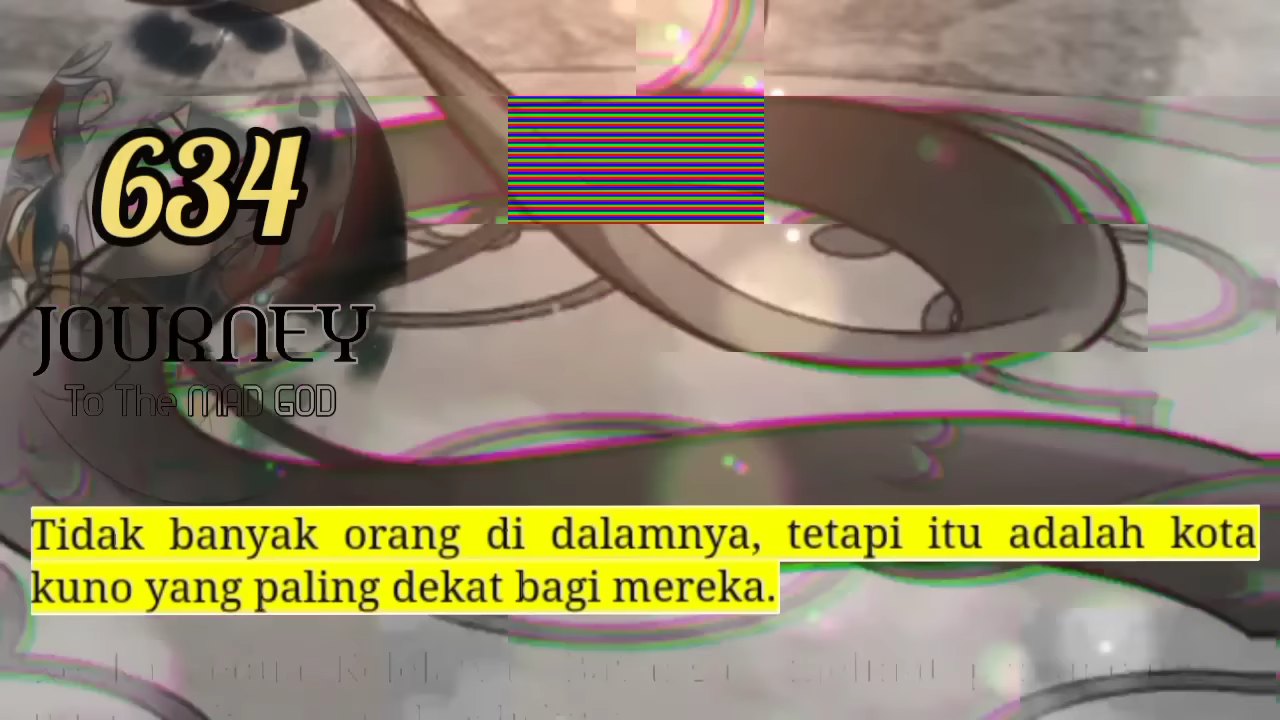 634
JOURNEY
To The MAD GOD
Tidak banyak orang di dalamnya, tetapi itu adalah kota
kuno yang paling dekat bagi mereka.